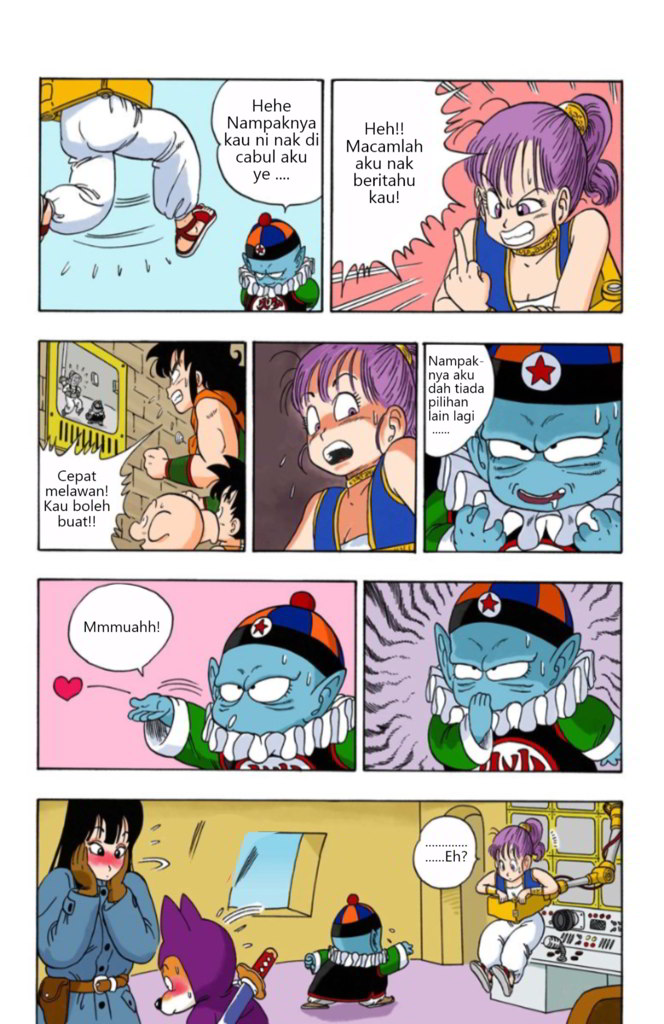 Hehe
Nampaknya
kau ni nak di
cabul aku
ye ....
Heh!!
Macamlah
aku nak
beritahu
kau!
Cepat
melawan!
Kau boleh
buat!!
Nampak-
nya aku
dah tiada
pilihan
lain lagi
......
Mmmuahh!
.............
......Eh?